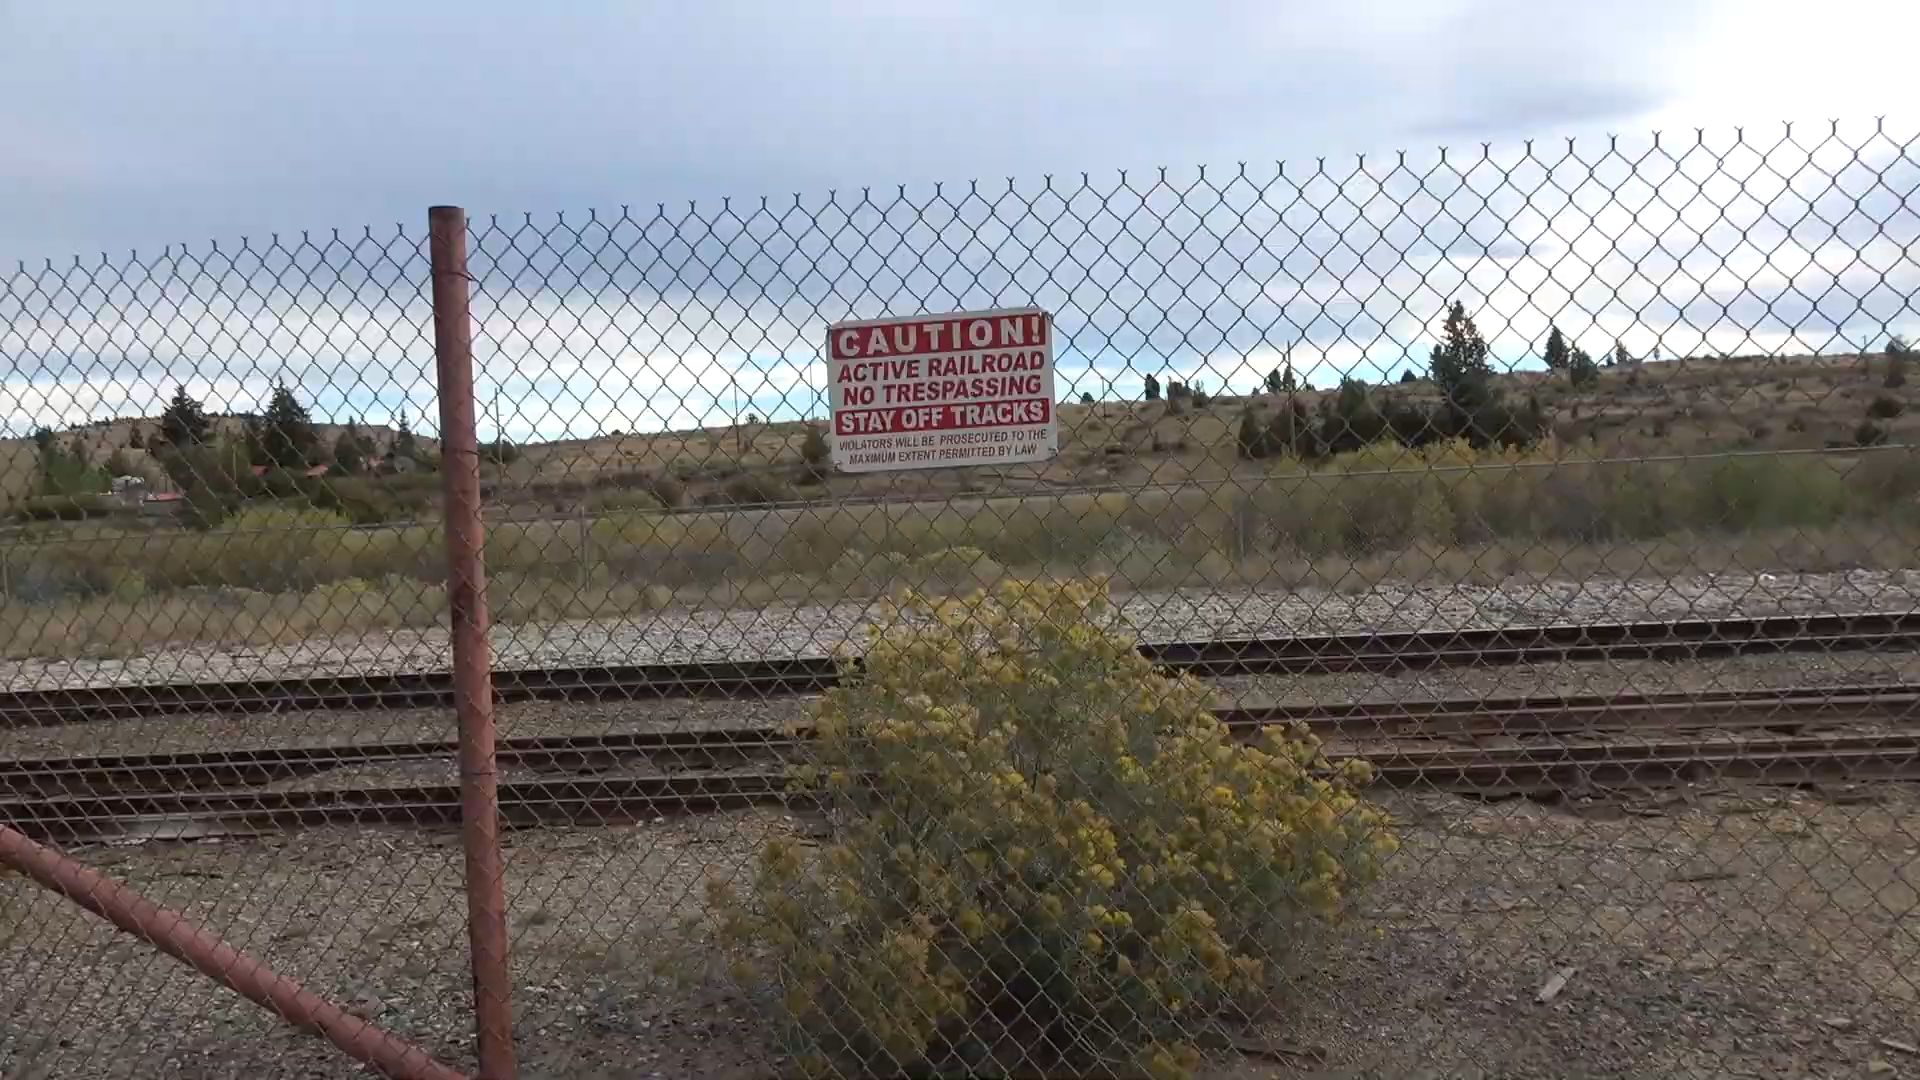 CAUTION!
ACTIVE RAILROAD
NO TRESPASSING
STAY OFF TRACKS
VIOLATORS WILL BE PROSECUTED TO THE
MAXIMUM EXTENT PERMITTED BY LAW